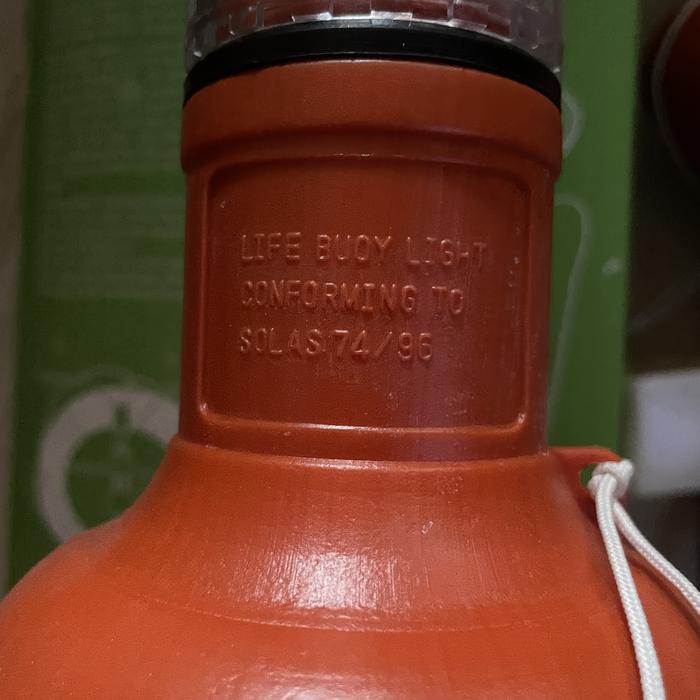 LIFE BUOY LIGHT
CONFORMING TO
SOLAS 74/96